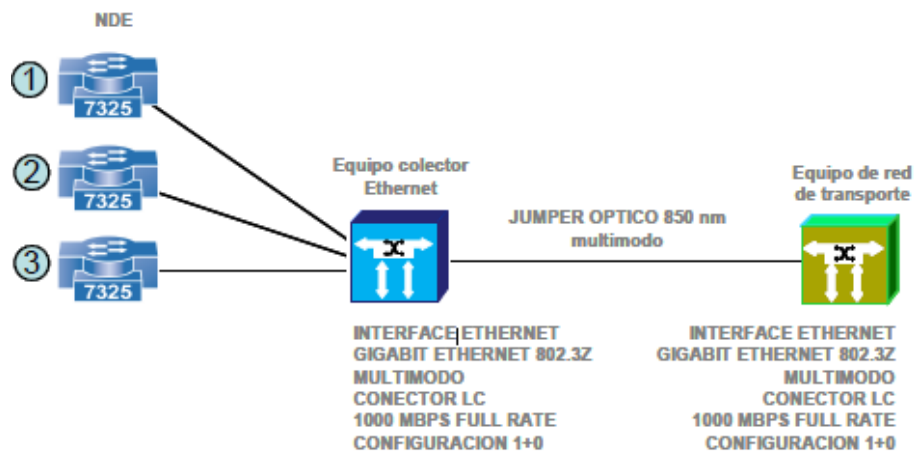 NDE
1
7325
2
7325
3
7325
Equipo colector
Ethernet
JUMPER OPTICO 850 nm
multimodo
Equipo de red
de transporte
INTERFACE ETHERNET
GIGABIT ETHERNET 802.3Z
MULTIMODO
CONECTOR LC
1000 MBPS FULL RATE
CONFIGURACION 1+0
INTERFACE ETHERNET
GIGABIT ETHERNET 802.3Z
MULTIMODO
CONECTOR LC
1000 MBPS FULL RATE
CONFIGURACION 1+0